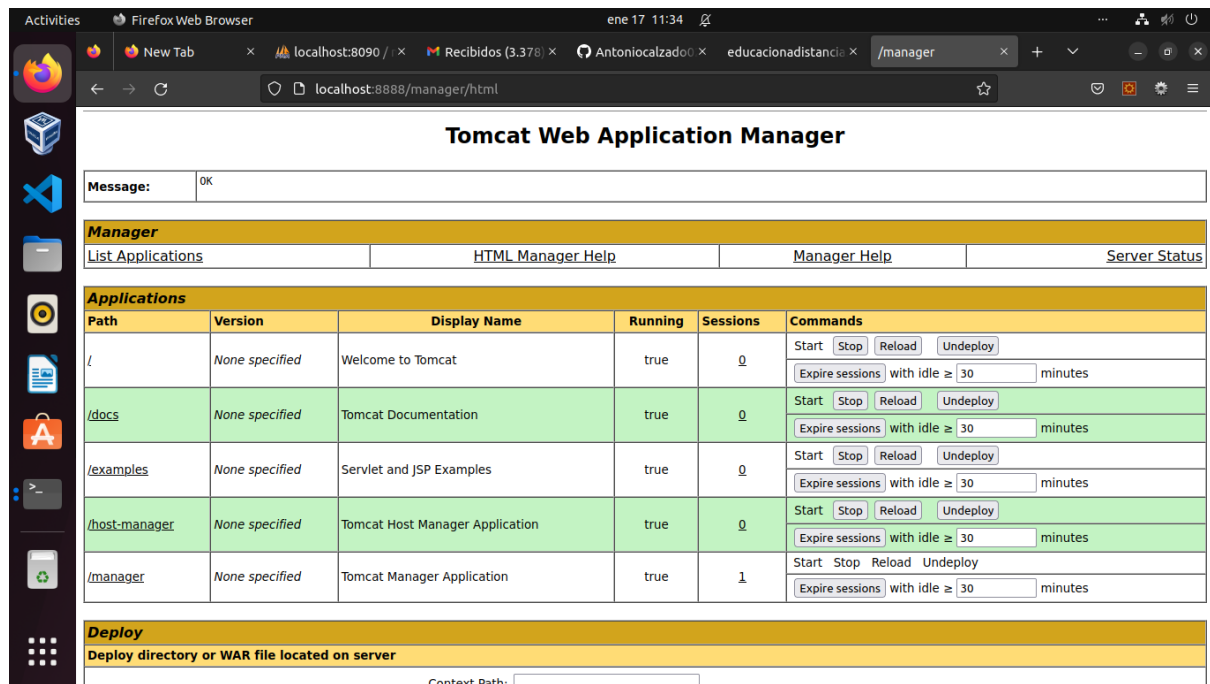 Activities Firefox Web Browser ene 17 11:34
New Tab localhost:8090 / Recibidos (3.378) Antoniocalzado0 educacionadistancia /manager
localhost:8888/manager/html
Tomcat Web Application Manager
Message: OK
Manager
List Applications HTML Manager Help Manager Help Server Status
Applications
Path Version Display Name Running Sessions Commands
/ None specified Welcome to Tomcat true 0 Start Stop Reload Undeploy
Expire sessions with idle ≥ 30 minutes
/docs None specified Tomcat Documentation true 0 Start Stop Reload Undeploy
Expire sessions with idle ≥ 30 minutes
/examples None specified Servlet and JSP Examples true 0 Start Stop Reload Undeploy
Expire sessions with idle ≥ 30 minutes
/host-manager None specified Tomcat Host Manager Application true 0 Start Stop Reload Undeploy
Expire sessions with idle ≥ 30 minutes
/manager None specified Tomcat Manager Application true 1 Start Stop Reload Undeploy
Expire sessions with idle ≥ 30 minutes
Deploy
Deploy directory or WAR file located on server
Context Path: